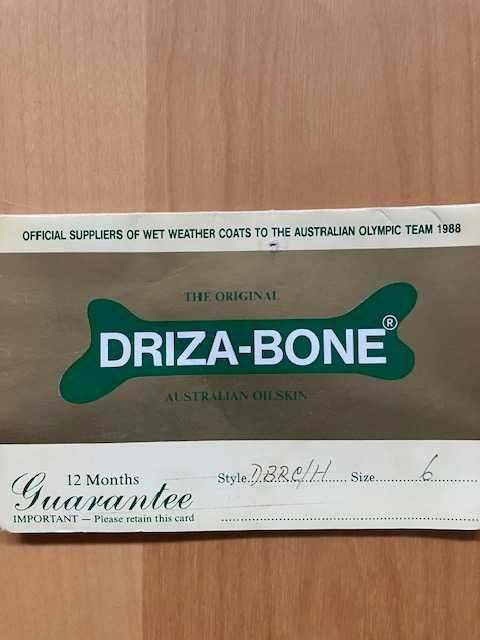 OFFICIAL SUPPLIERS OF WET WEATHER COATS TO THE AUSTRALIAN OLYMPIC TEAM 1988
THE ORIGINAL
DRIZA-BONE®
AUSTRALIAN OILSKIN
12 Months
Guarantee
IMPORTANT — Please retain this card
Style..DBRC/H...... Size............6............